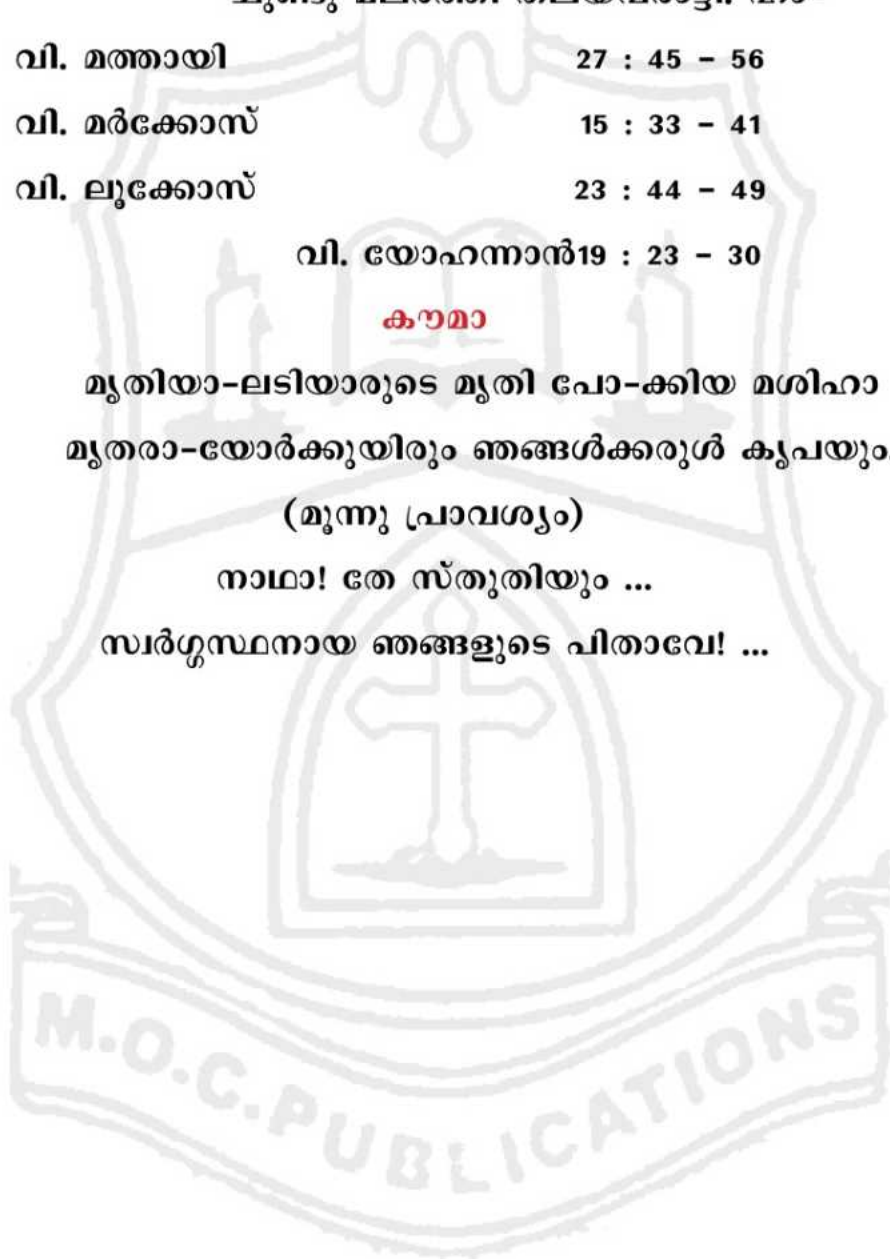 വി. മത്തായി 27 : 45 – 56
വി. മർക്കോസ് 15 : 33 – 41
വി. ലൂക്കോസ് 23 : 44 – 49
വി. യോഹന്നാൻ19 : 23 – 30
കൗമാ
മൃതിയാ-ലടിയാരുടെ മൃതി പോ-ക്കിയ മശിഹാ
മൃതരാ-യോർക്കുയിരും ഞങ്ങൾക്കരുൾ കൃപയും.
(മൂന്നു പ്രാവശ്യം)
നാഥാ! തേ സ്തുതിയും ...
സ്വർഗ്ഗസ്ഥനായ ഞങ്ങളുടെ പിതാവേ! ...
M.O.C.PUBLICATIONS